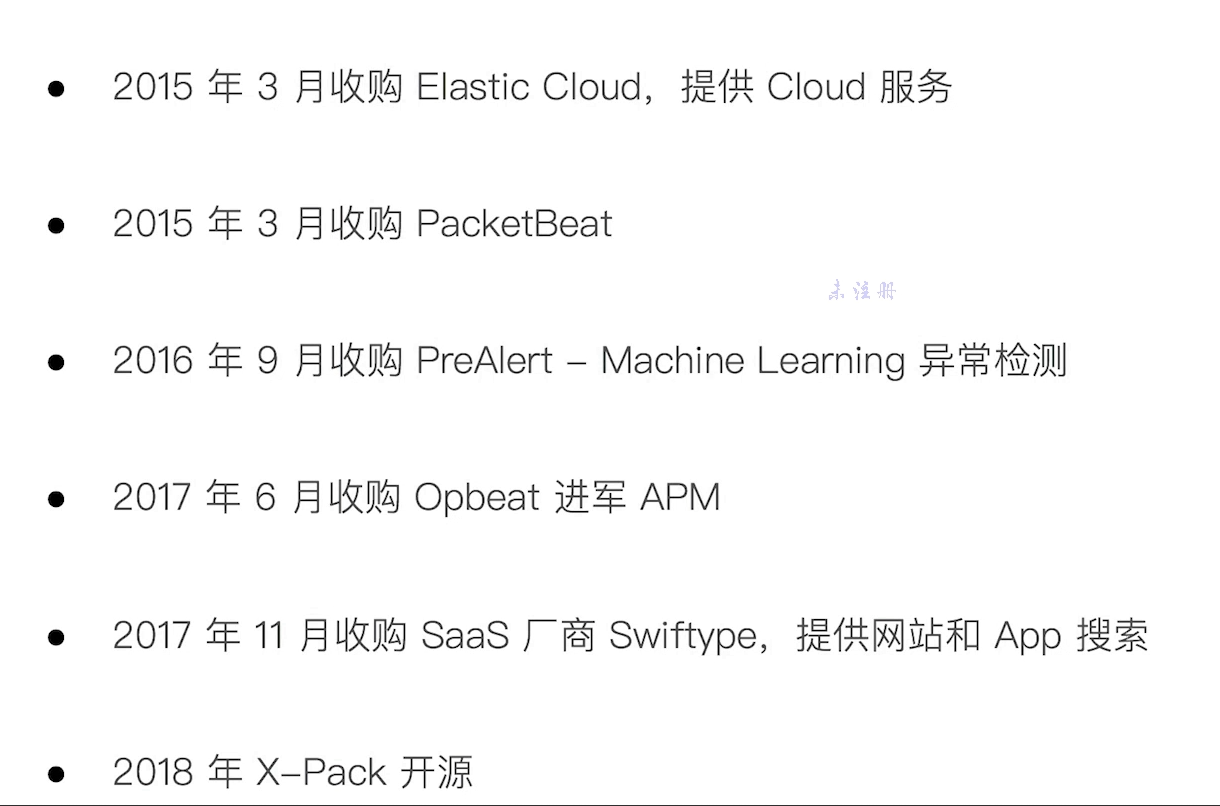 • 2015 年 3 月收购 Elastic Cloud，提供 Cloud 服务
• 2015 年 3 月收购 PacketBeat
未注册
• 2016 年 9 月收购 PreAlert – Machine Learning 异常检测
• 2017 年 6 月收购 Opbeat 进军 APM
• 2017 年 11 月收购 SaaS 厂商 Swiftype，提供网站和 App 搜索
• 2018 年 X-Pack 开源